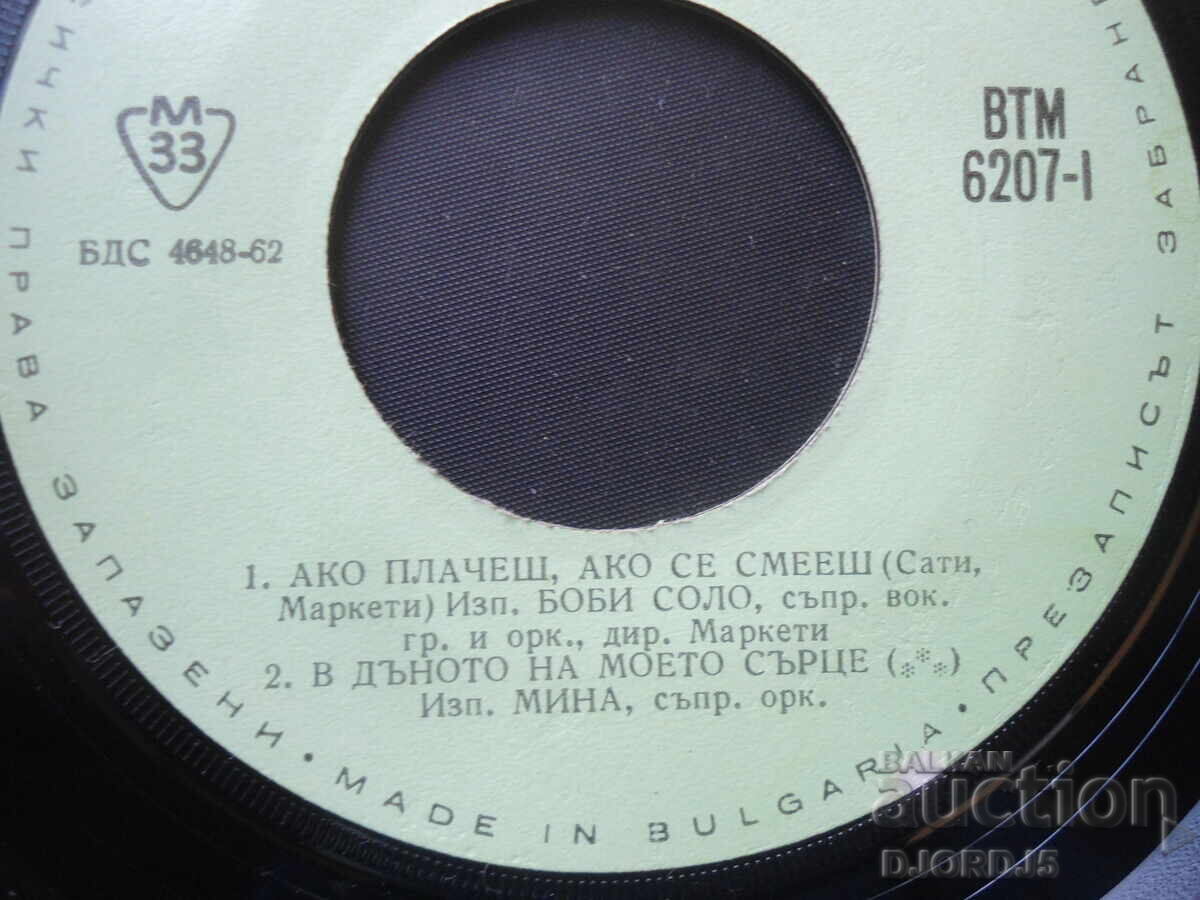 М
33
БДС 4648-62
ВТМ
6207-I
1. АКО ПЛАЧЕШ, АКО СЕ СМЕЕШ (Сати,
Маркети) Изп. БОБИ СОЛО, съпр. вок.
гр. и орк., дир. Маркети
2. В ДЪНОТО НА МОЕТО СЪРЦЕ (***)
Изп. МИНА, съпр. орк.
ПРАВА ЗАПАЗЕНИ • MADE IN BULGARIA • ПРЕЗАПИСЪТ
BALKAN
auction
DJORDJ5